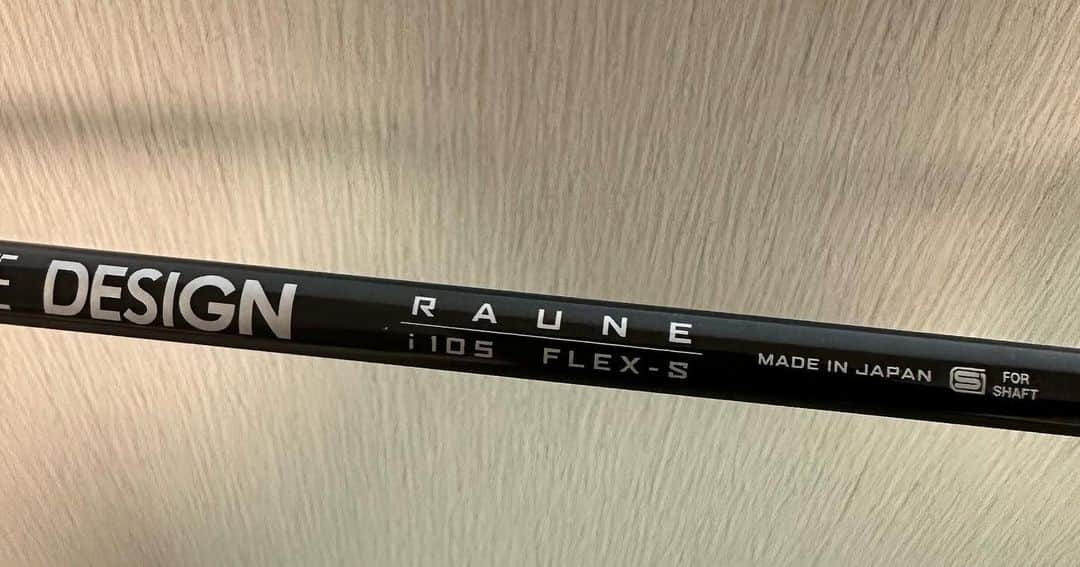 DESIGN
RAUNE
i105 FLEX-S
MADE IN JAPAN
FOR
SHAFT